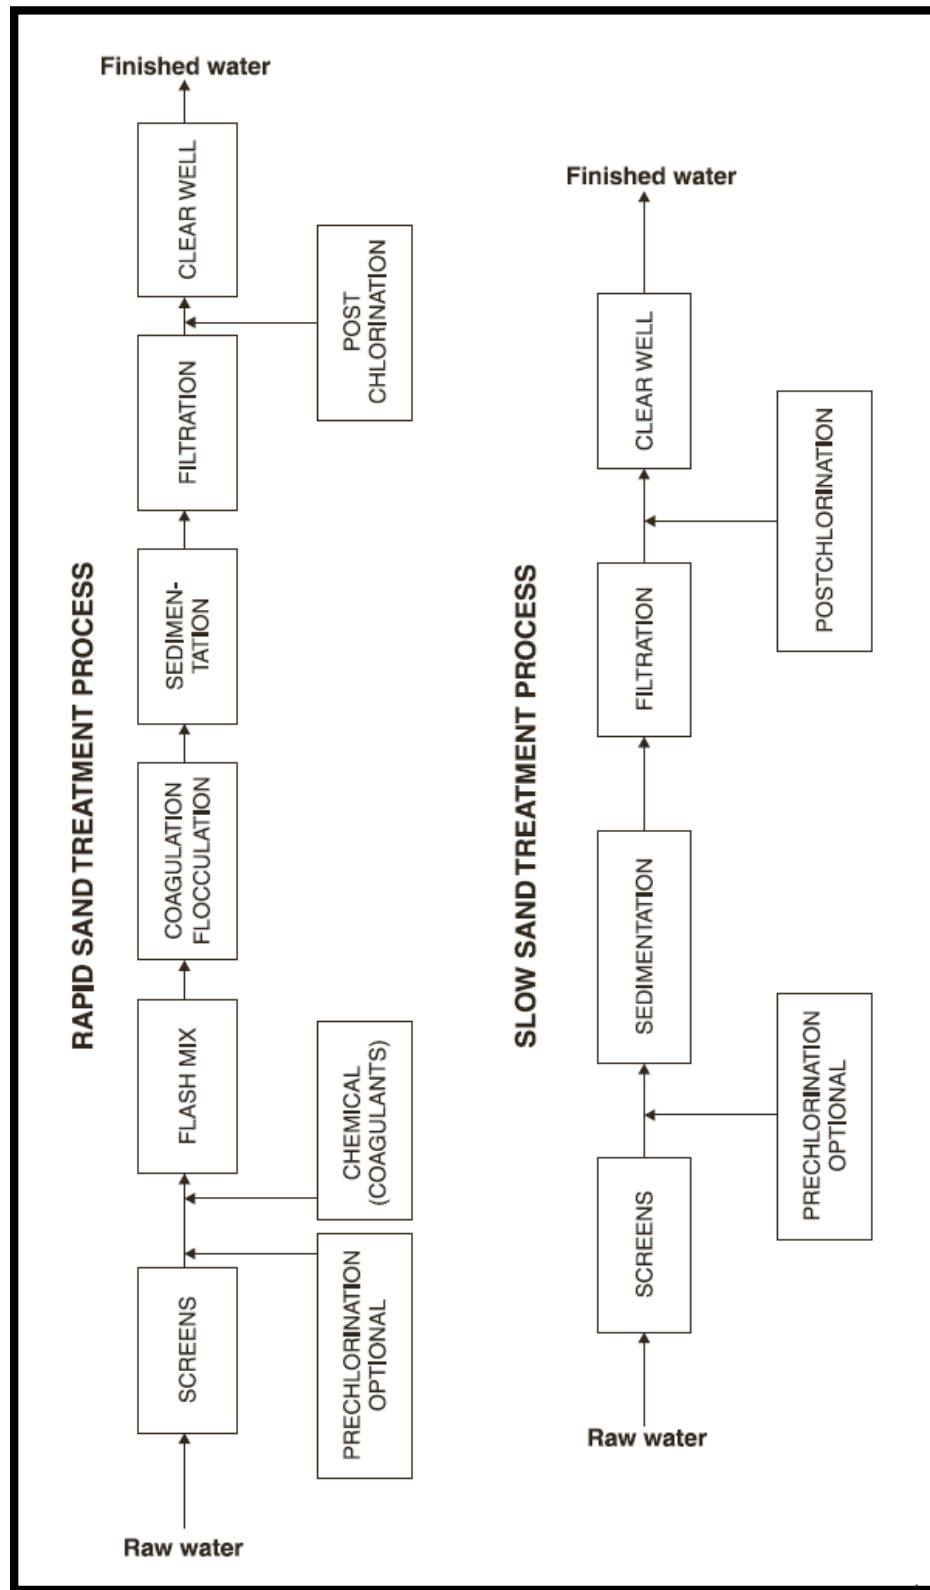 RAPID SAND TREATMENT PROCESS
Raw water
SCREENS
PRECHLORINATION
OPTIONAL
CHEMICAL
(COAGULANTS)
FLASH MIX
COAGULATION
FLOCCULATION
SEDIMEN-
TATION
FILTRATION
POST
CHLORINATION
CLEAR WELL
Finished water
SLOW SAND TREATMENT PROCESS
Raw water
SCREENS
PRECHLORINATION
OPTIONAL
SEDIMENTATION
FILTRATION
POSTCHLORINATION
CLEAR WELL
Finished water